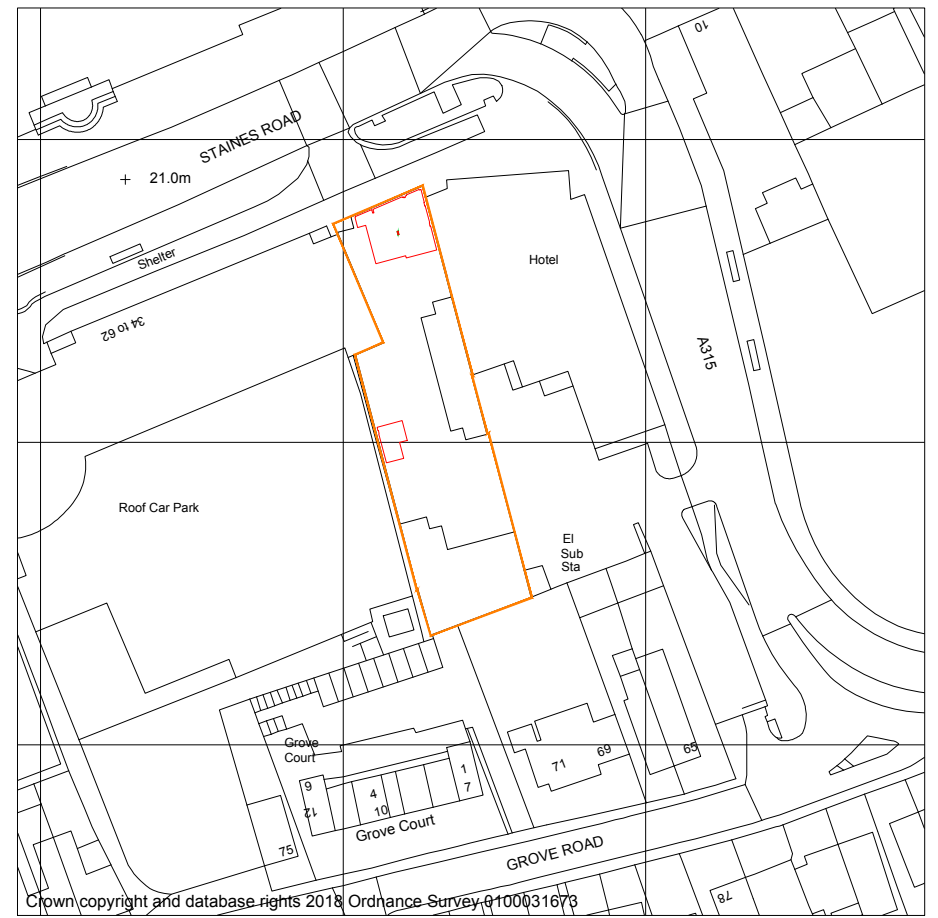 10
STAINES ROAD
21.0m
Shelter
Hotel
34 to 62
A315
Roof Car Park
El
Sub
Sta
Grove
Court
71
69
65
1
7
9
12
4
10
Grove Court
75
GROVE ROAD
78
Crown copyright and database rights 2018 Ordnance Survey 0100031673